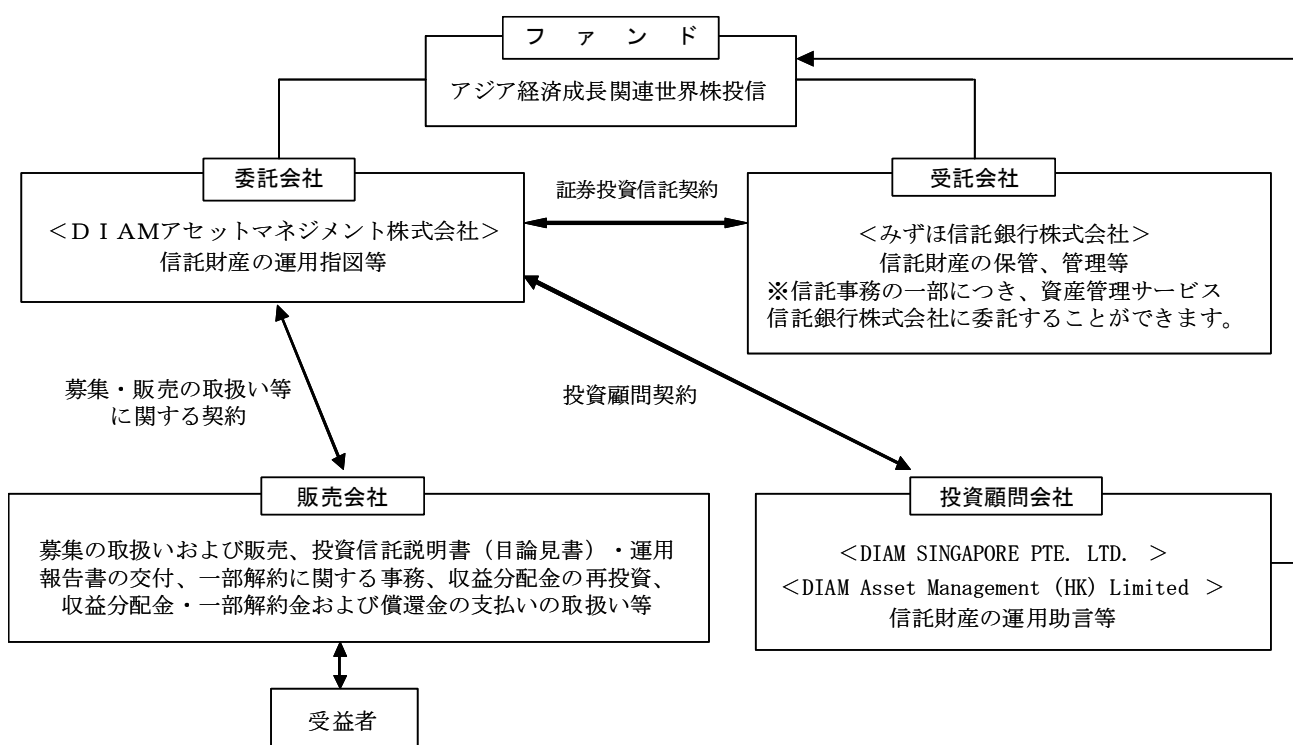 ファンド
アジア経済成長関連世界株投信
委託会社
<ＤＩＡＭアセットマネジメント株式会社>
信託財産の運用指図等
証券投資信託契約
受託会社
<みずほ信託銀行株式会社>
信託財産の保管、管理等
※信託事務の一部につき、資産管理サービス
信託銀行株式会社に委託することができます。
募集・販売の取扱い等
に関する契約
投資顧問契約
販売会社
募集の取扱いおよび販売、投資信託説明書（目論見書）・運用
報告書の交付、一部解約に関する事務、収益分配金の再投資、
収益分配金・一部解約金および償還金の支払いの取扱い等
投資顧問会社
<DIAM SINGAPORE PTE. LTD. >
<DIAM Asset Management (HK) Limited >
信託財産の運用助言等
受益者